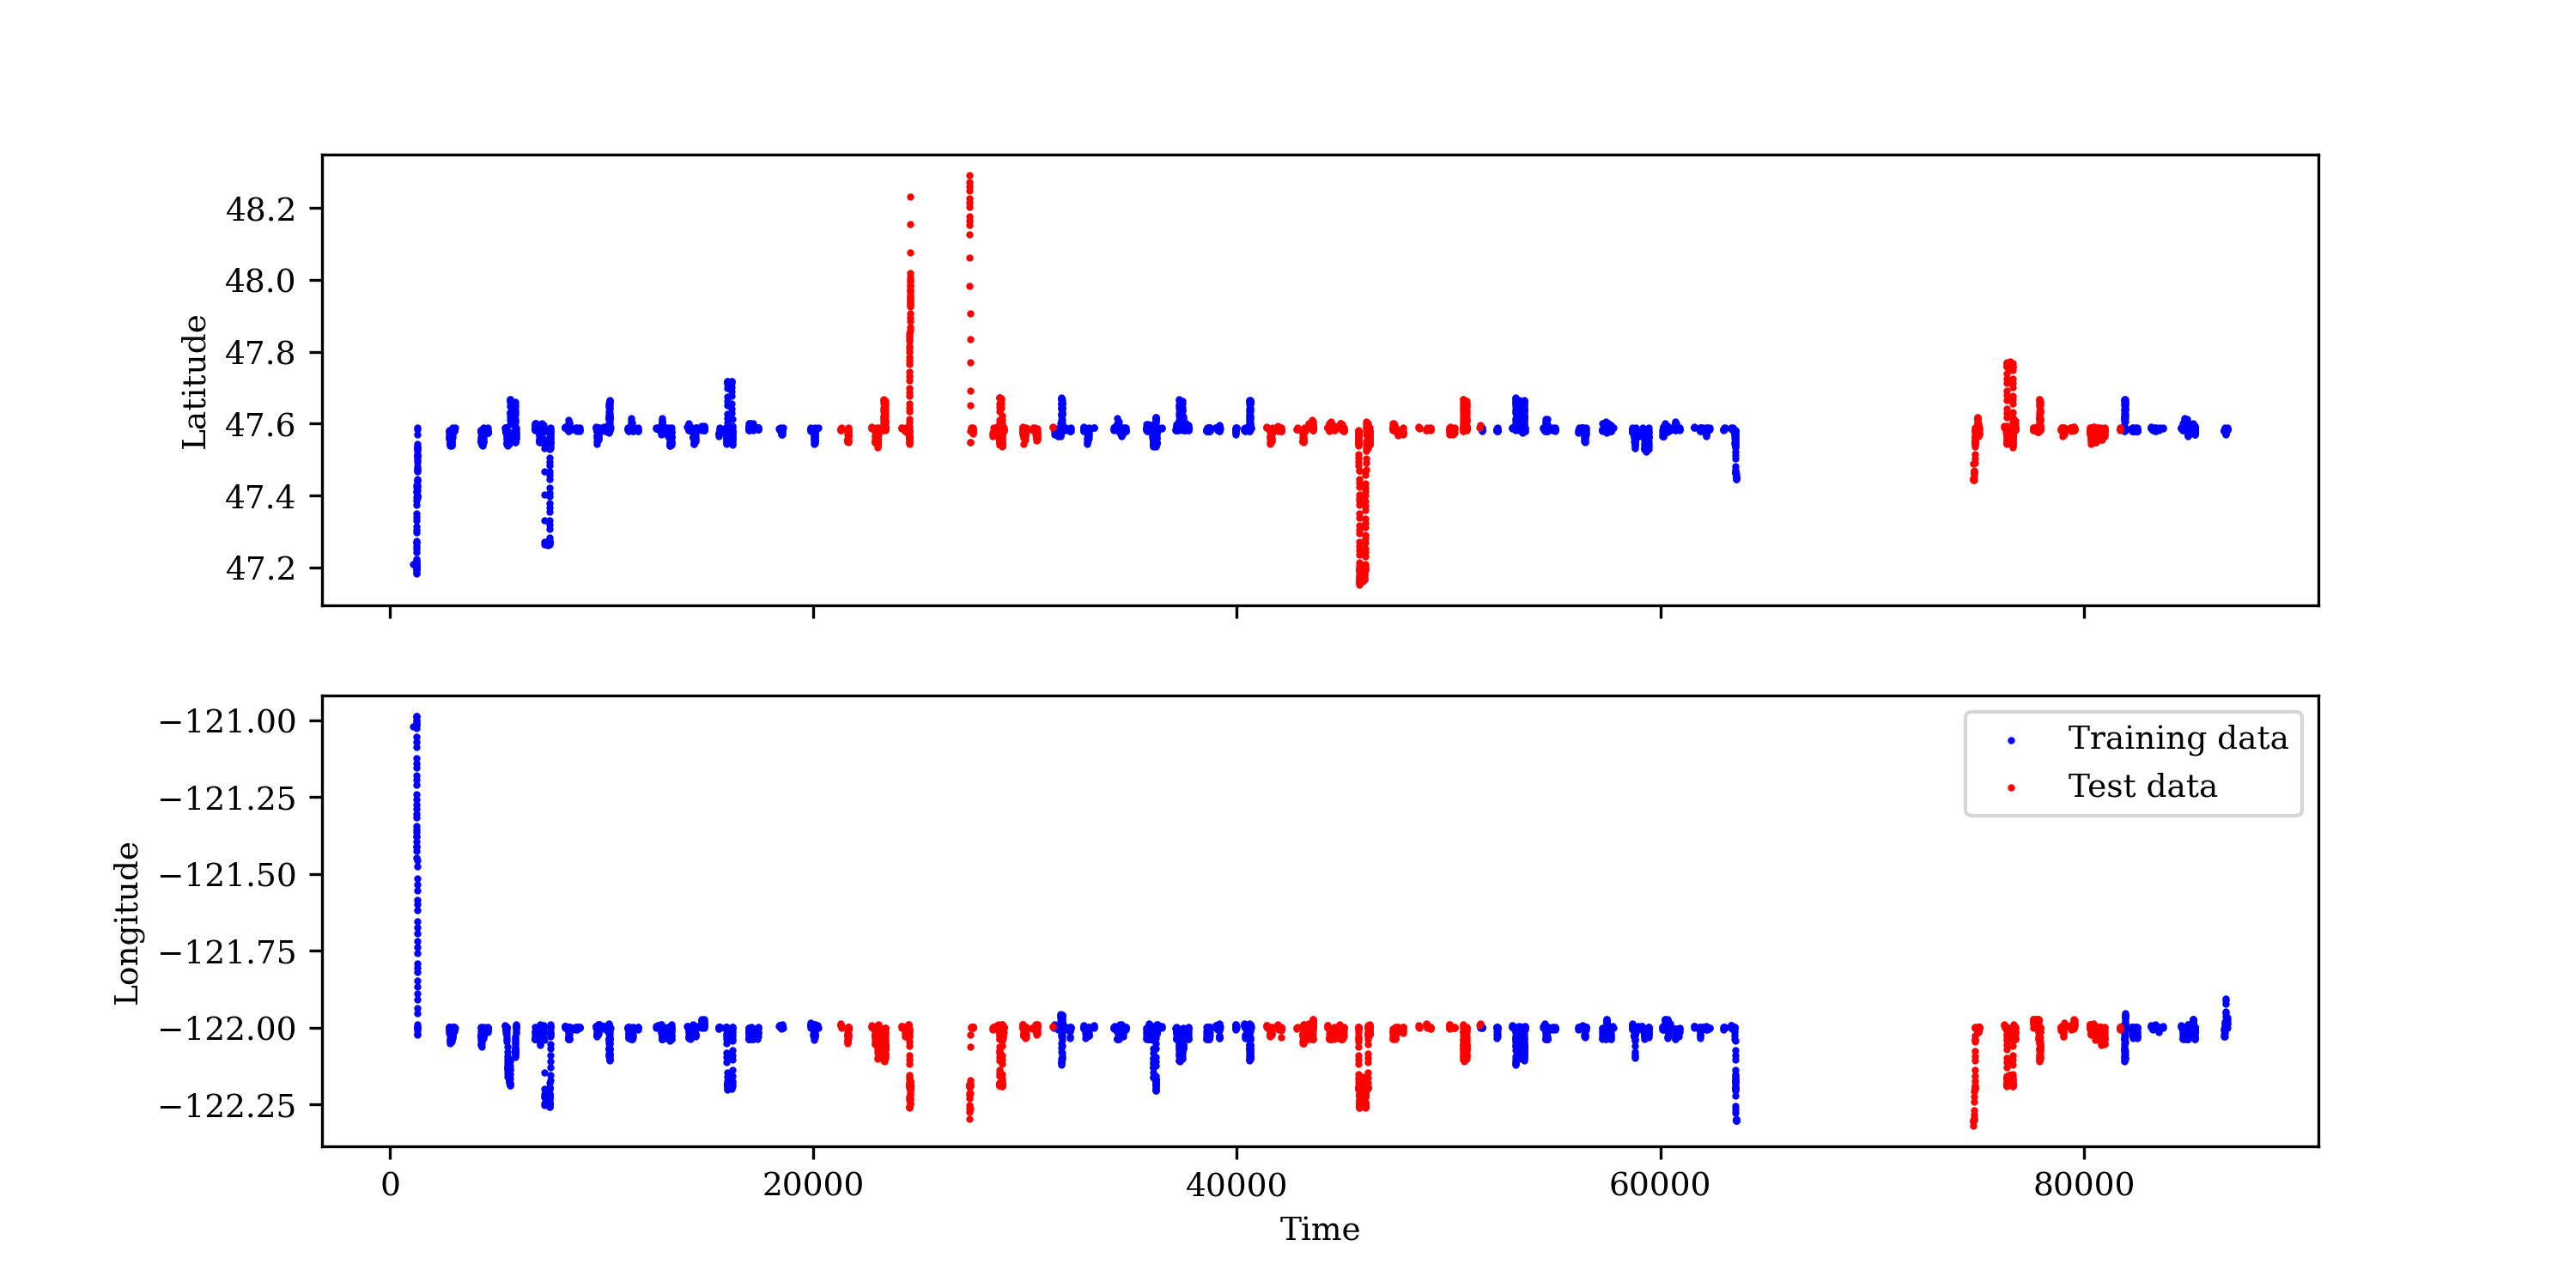 48.2
48.0
47.8
47.6
47.4
47.2
Latitude
−121.00
−121.25
−121.50
−121.75
−122.00
−122.25
Longitude
Training data
Test data
0 20000 40000 60000 80000
Time